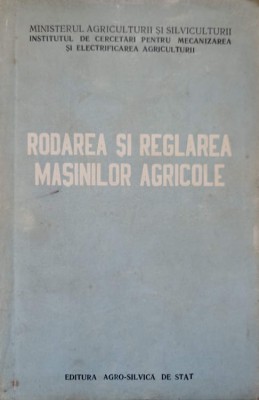 MINISTERUL AGRICULTURII ȘI SILVICULTURII
INSTITUTUL DE CERCETĂRI PENTRU MECANIZAREA
ȘI ELECTRIFICAREA AGRICULTURII
RODAREA ȘI REGLAREA
MAȘINILOR AGRICOLE
EDITURA AGRO-SILVICA DE STAT